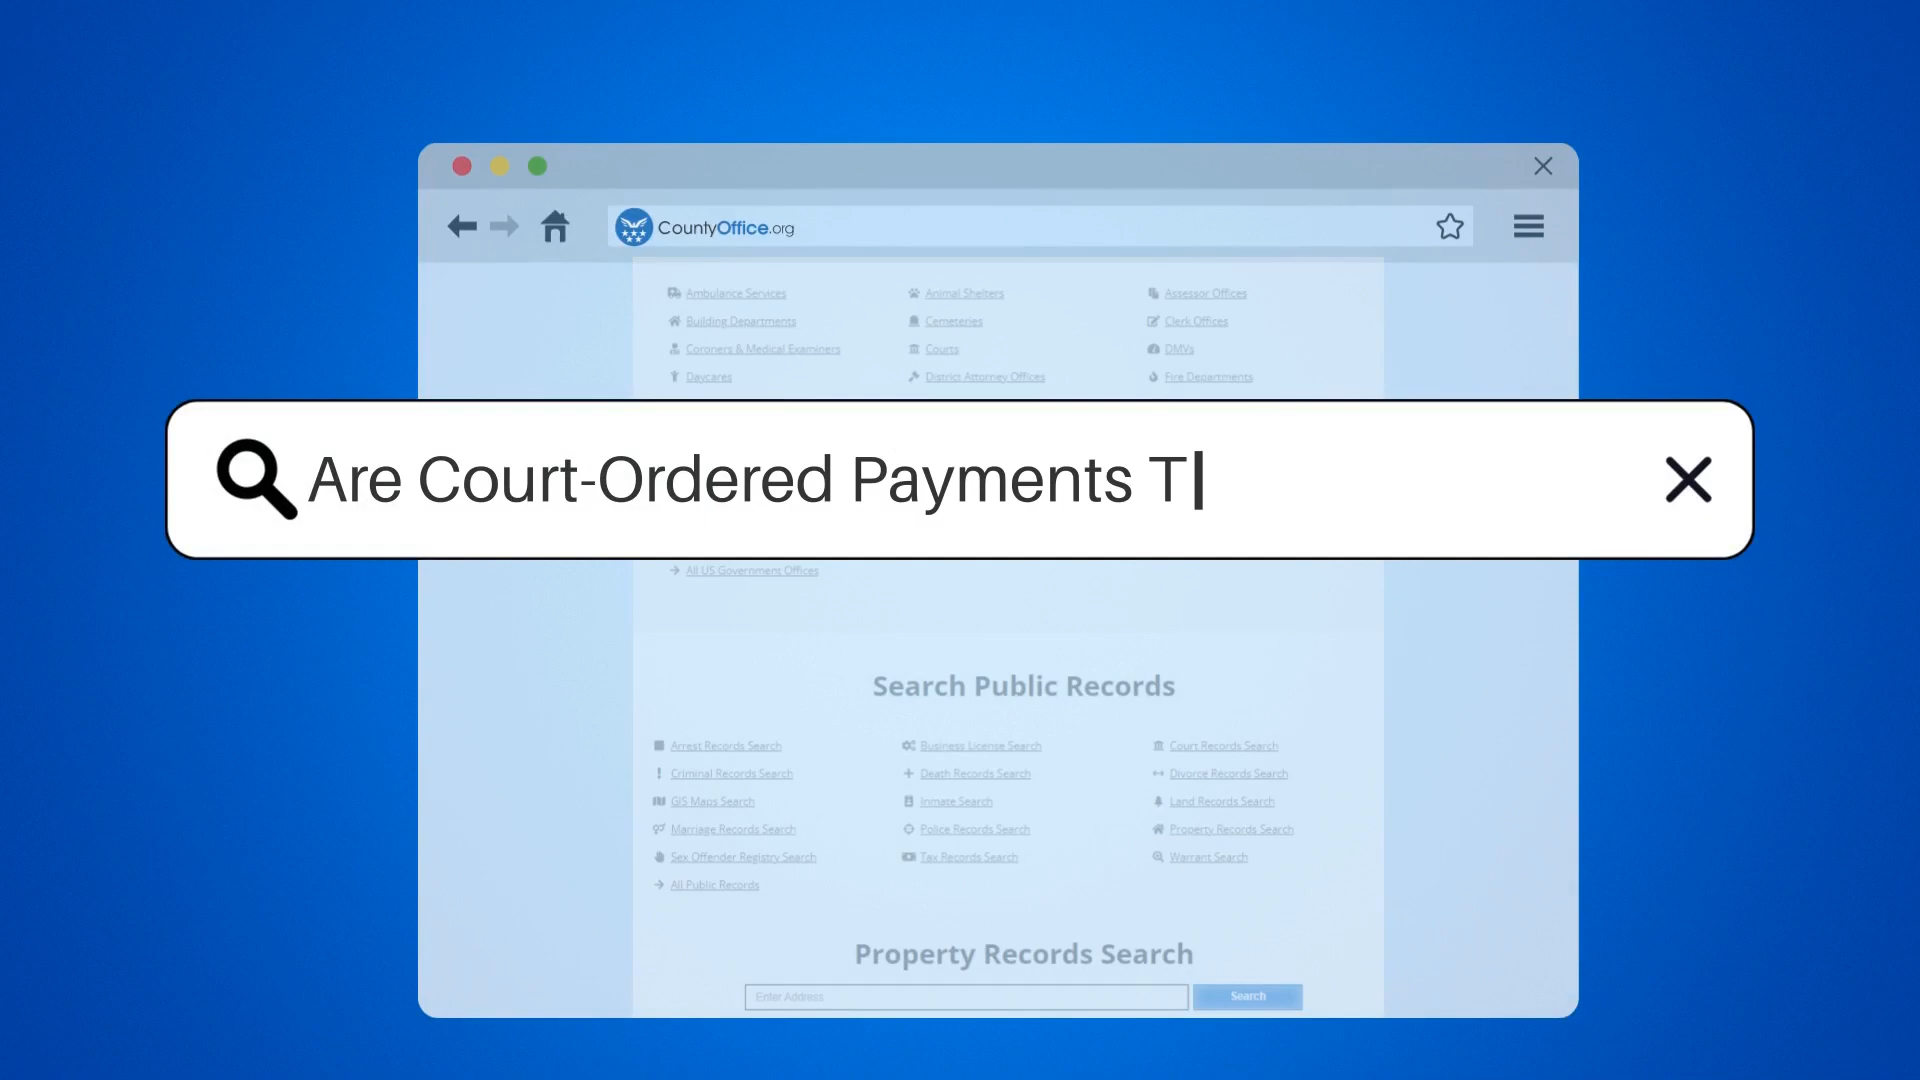 CountyOffice.org
Ambulance Services Animal Shelters Assessor Offices
Building Departments Cemeteries Clerk Offices
Coroners & Medical Examiners Courts DMVs
Daycares District Attorney Offices Fire Departments
Are Court-Ordered Payments T
All US Government Offices
Search Public Records
Arrest Records Search Business License Search Court Records Search
Criminal Records Search Death Records Search Divorce Records Search
GIS Maps Search Inmate Search Land Records Search
Marriage Records Search Police Records Search Property Records Search
Sex Offender Registry Search Tax Records Search Warrant Search
All Public Records
Property Records Search
Enter Address Search